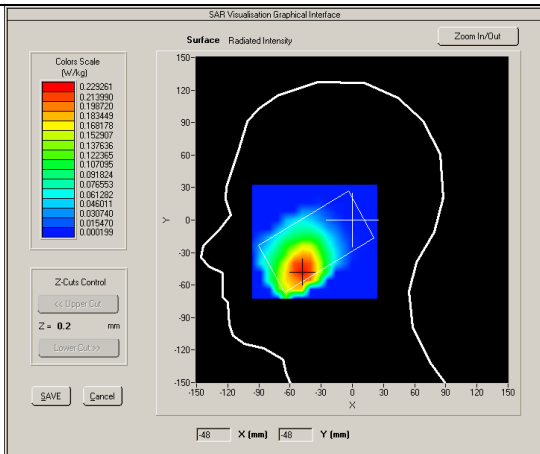 SAR Visualisation Graphical Interface
Surface Radiated Intensity
Zoom In/Out
Colors Scale
(W/kg)
0.229261
0.213990
0.198720
0.183449
0.168178
0.152907
0.137636
0.122365
0.107095
0.091824
0.076553
0.061282
0.046011
0.030740
0.015470
0.000199
Z-Cuts Control
<< Upper Cut
Z = 0.2 mm
Lower Cut >>
SAVE Cancel
150-
120-
90-
60-
30-
0-
-30-
-60-
-90-
-120-
-150-
Y
-150 -120 -90 -60 -30 0 30 60 90 120 150
X
-48 X (mm) -48 Y (mm)